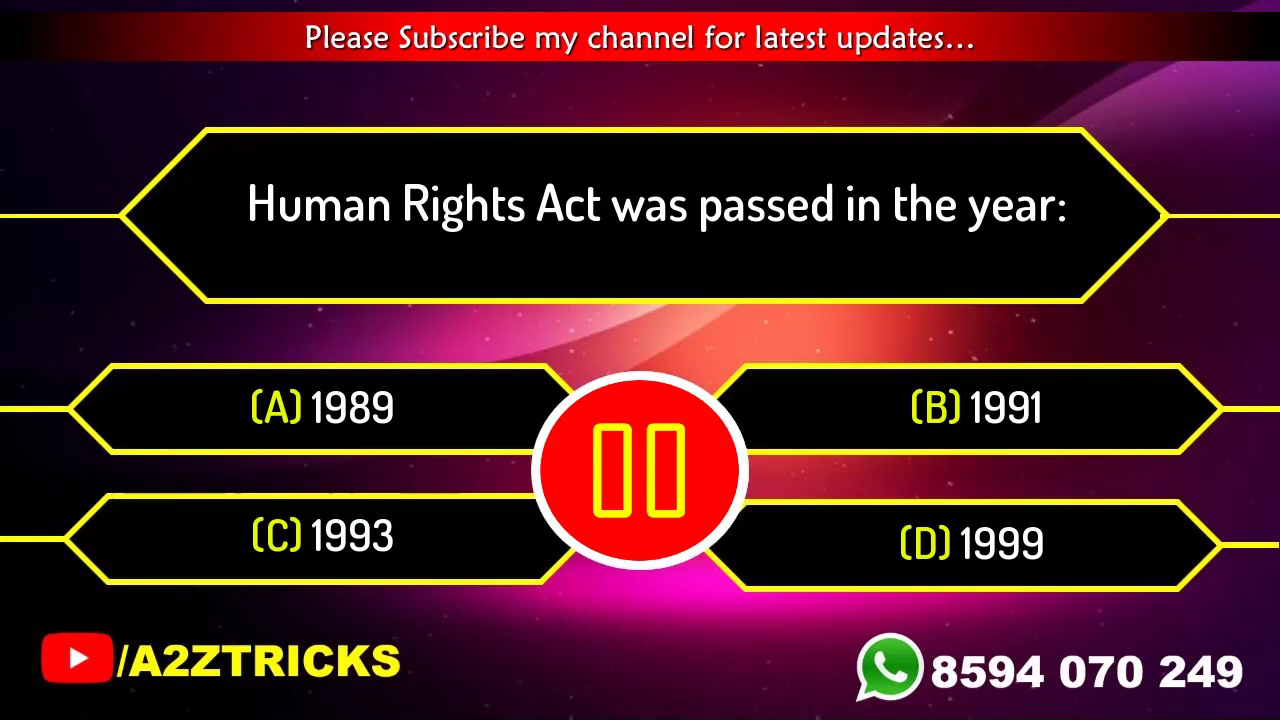 Please Subscribe my channel for latest updates...
Human Rights Act was passed in the year:
(A) 1989
(B) 1991
(C) 1993
(D) 1999
/A2ZTRICKS
8594 070 249